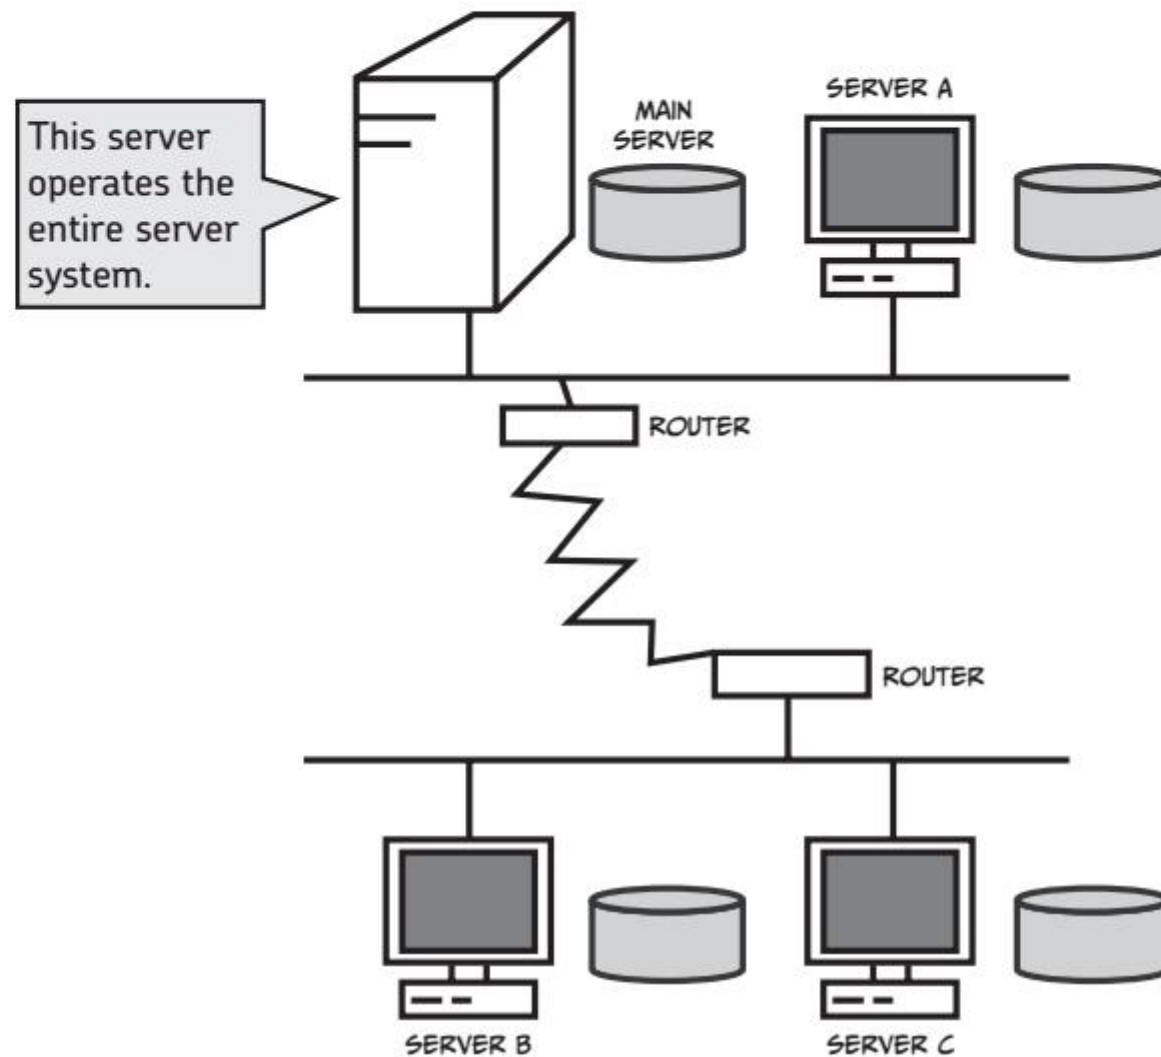 This server
operates the
entire server
system.
MAIN
SERVER
SERVER A
ROUTER
ROUTER
SERVER B
SERVER C